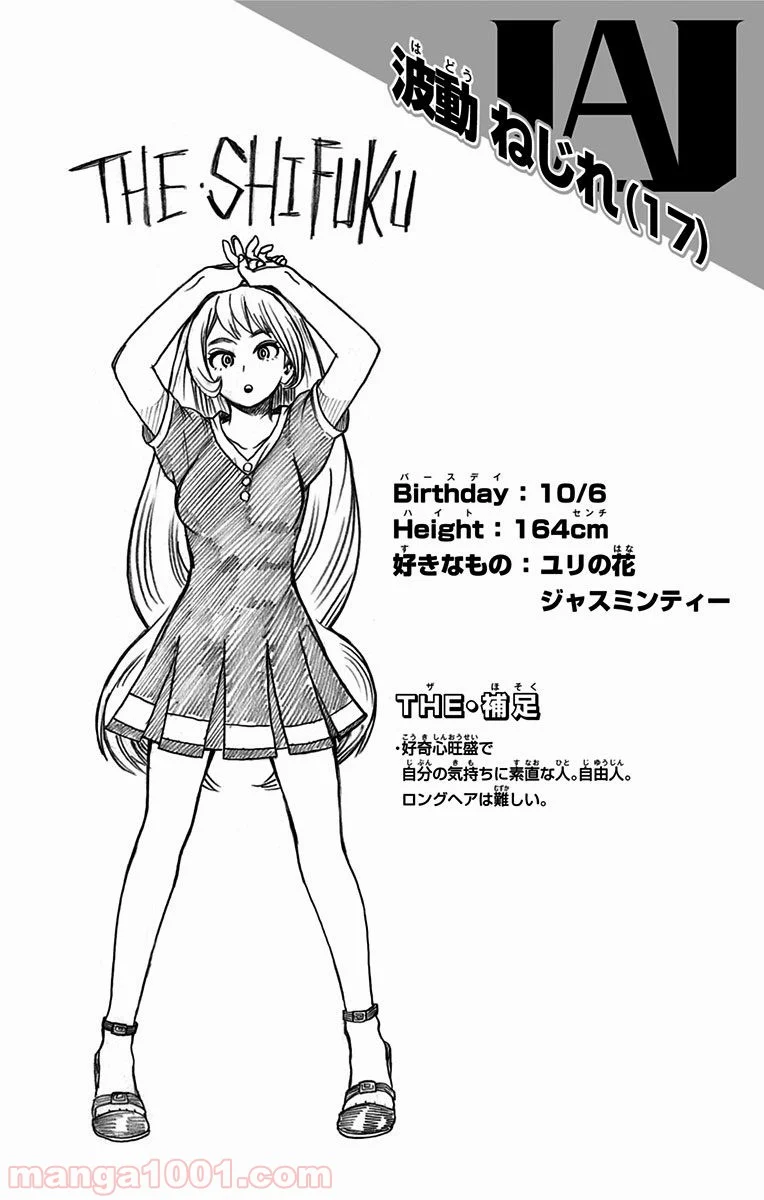 UA
波動 ねじれ(17)
はどう
THE・SHIFUKU
バースデイ
Birthday : 10/6
ハイト センチ
Height : 164cm
す はな
好きなもの : ユリの花
ジャスミンティー
ザ ほそく
THE・補足
こうきしんおうせい
・好奇心旺盛で
じぶん きも すなお ひと じゆうじん
自分の気持ちに素直な人。自由人。
むずか
ロングヘアは難しい。
manga1001.com